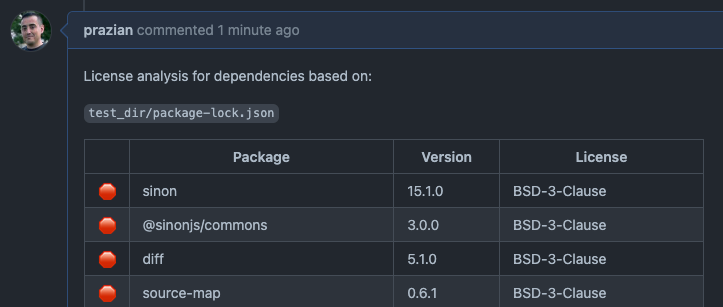 prazian commented 1 minute ago
License analysis for dependencies based on:
test_dir/package-lock.json
Package Version License
sinon 15.1.0 BSD-3-Clause
@sinonjs/commons 3.0.0 BSD-3-Clause
diff 5.1.0 BSD-3-Clause
source-map 0.6.1 BSD-3-Clause